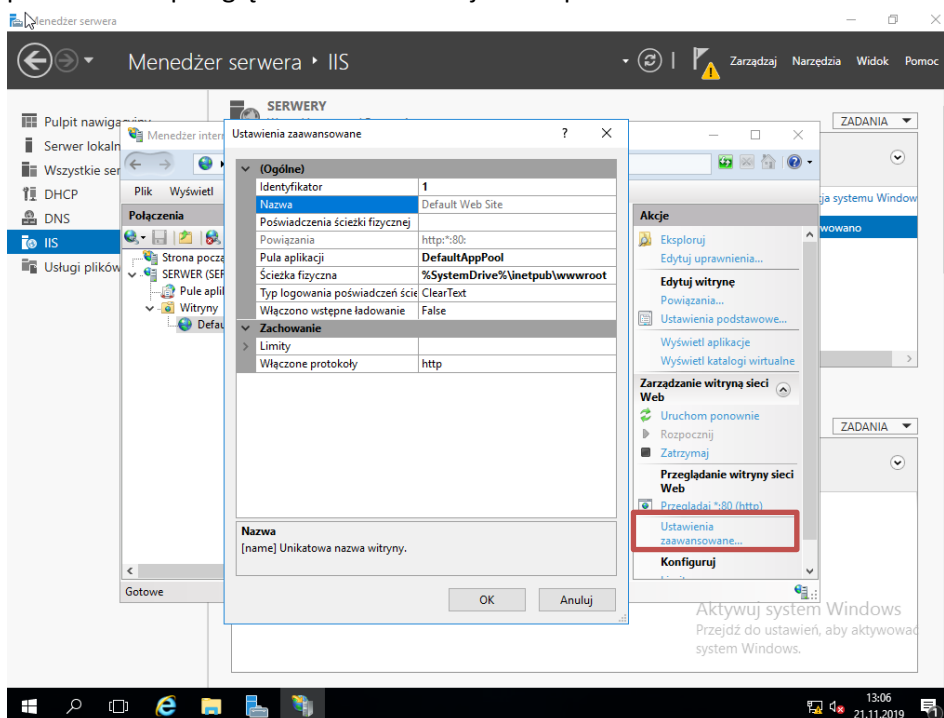 Menedżer serwera
Menedżer serwera • IIS
Zarządzaj Narzędzia Widok Pomoc
Serwer lokaln
Wszystkie ser
DHCP
DNS
IIS
Usługi plików
SERWERY
ZADANIA
ja systemu Window
wowano
ZADANIA
Menedżer inter
Plik Wyświetl
Połączenia
Strona pocza
SERWER (SER
Pule apli
Witryny
Defau
Gotowe
Ustawienia zaawansowane ? ×
(Ogólne)
Identyfikator 1
Nazwa Default Web Site
Poświadczenia ścieżki fizycznej
Powiązania http:*:80:
Pula aplikacji DefaultAppPool
Ścieżka fizyczna %SystemDrive%\inetpub\wwwroot
Typ logowania poświadczeń ście ClearText
Włączono wstępne ładowanie False
Zachowanie
Limity
Włączone protokoły http
Nazwa
[name] Unikatowa nazwa witryny.
OK Anuluj
Akcje
Eksploruj
Edytuj uprawnienia...
Edytuj witrynę
Powiązania...
Ustawienia podstawowe...
Wyświetl aplikacje
Wyświetl katalogi wirtualne
Zarządzanie witryną sieci
Web
Uruchom ponownie
Rozpocznij
Zatrzymaj
Przeglądanie witryny sieci
Web
Przeglądaj *:80 (http)
Ustawienia
zaawansowane...
Konfiguruj
Aktywuj system Windows
Przejdź do ustawień, aby aktywować
system Windows.
13:06
21.11.2019